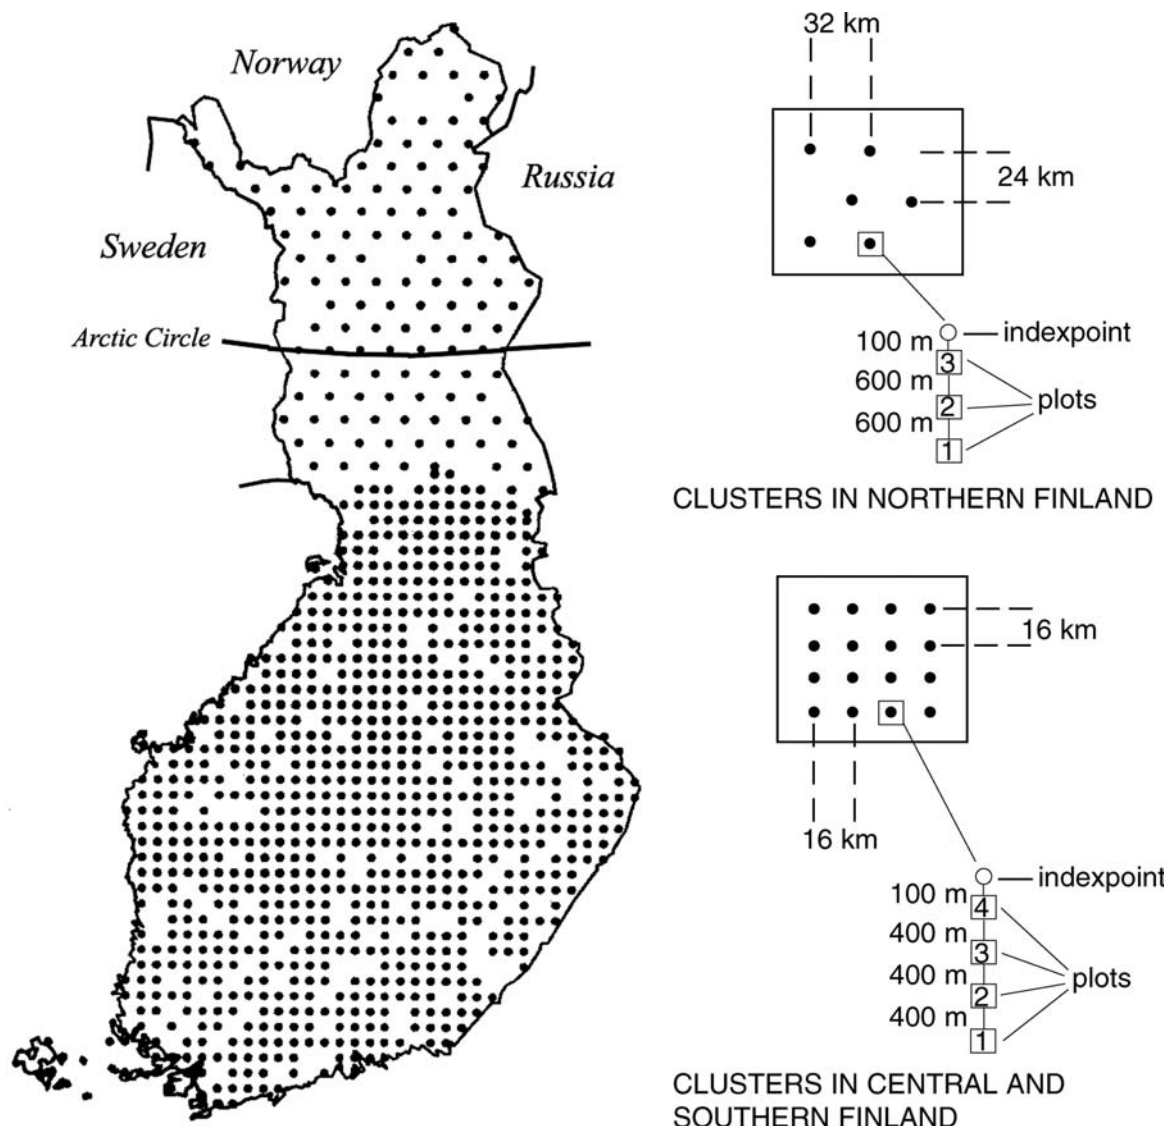 Norway
Russia
Sweden
Arctic Circle
32 km
24 km
indexpoint
100 m
3
600 m
2
plots
600 m
1
CLUSTERS IN NORTHERN FINLAND
16 km
16 km
indexpoint
100 m
4
400 m
3
400 m
2
plots
400 m
1
CLUSTERS IN CENTRAL AND
SOUTHERN FINLAND